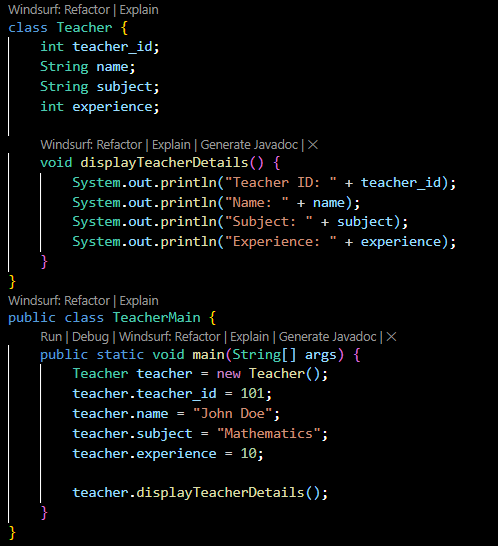 Windsurf: Refactor | Explain
class Teacher {
    int teacher_id;
    String name;
    String subject;
    int experience;

    Windsurf: Refactor | Explain | Generate Javadoc | ×
    void displayTeacherDetails() {
        System.out.println("Teacher ID: " + teacher_id);
        System.out.println("Name: " + name);
        System.out.println("Subject: " + subject);
        System.out.println("Experience: " + experience);
    }
}
Windsurf: Refactor | Explain
public class TeacherMain {
    Run | Debug | Windsurf: Refactor | Explain | Generate Javadoc | ×
    public static void main(String[] args) {
        Teacher teacher = new Teacher();
        teacher.teacher_id = 101;
        teacher.name = "John Doe";
        teacher.subject = "Mathematics";
        teacher.experience = 10;

        teacher.displayTeacherDetails();
    }
}